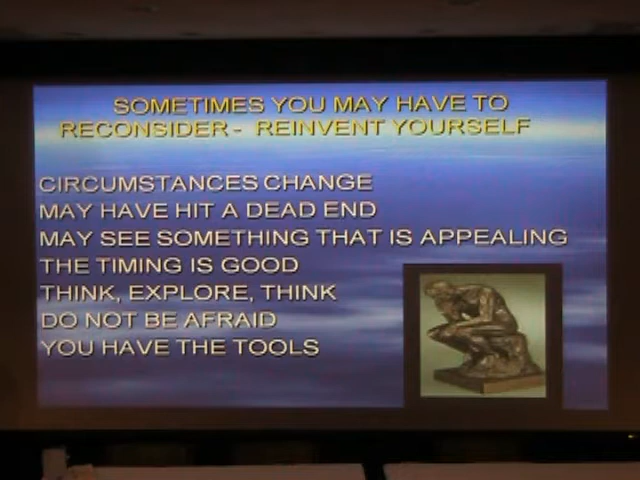 SOMETIMES YOU MAY HAVE TO
RECONSIDER - REINVENT YOURSELF
CIRCUMSTANCES CHANGE
MAY HAVE HIT A DEAD END
MAY SEE SOMETHING THAT IS APPEALING
THE TIMING IS GOOD
THINK, EXPLORE, THINK
DO NOT BE AFRAID
YOU HAVE THE TOOLS